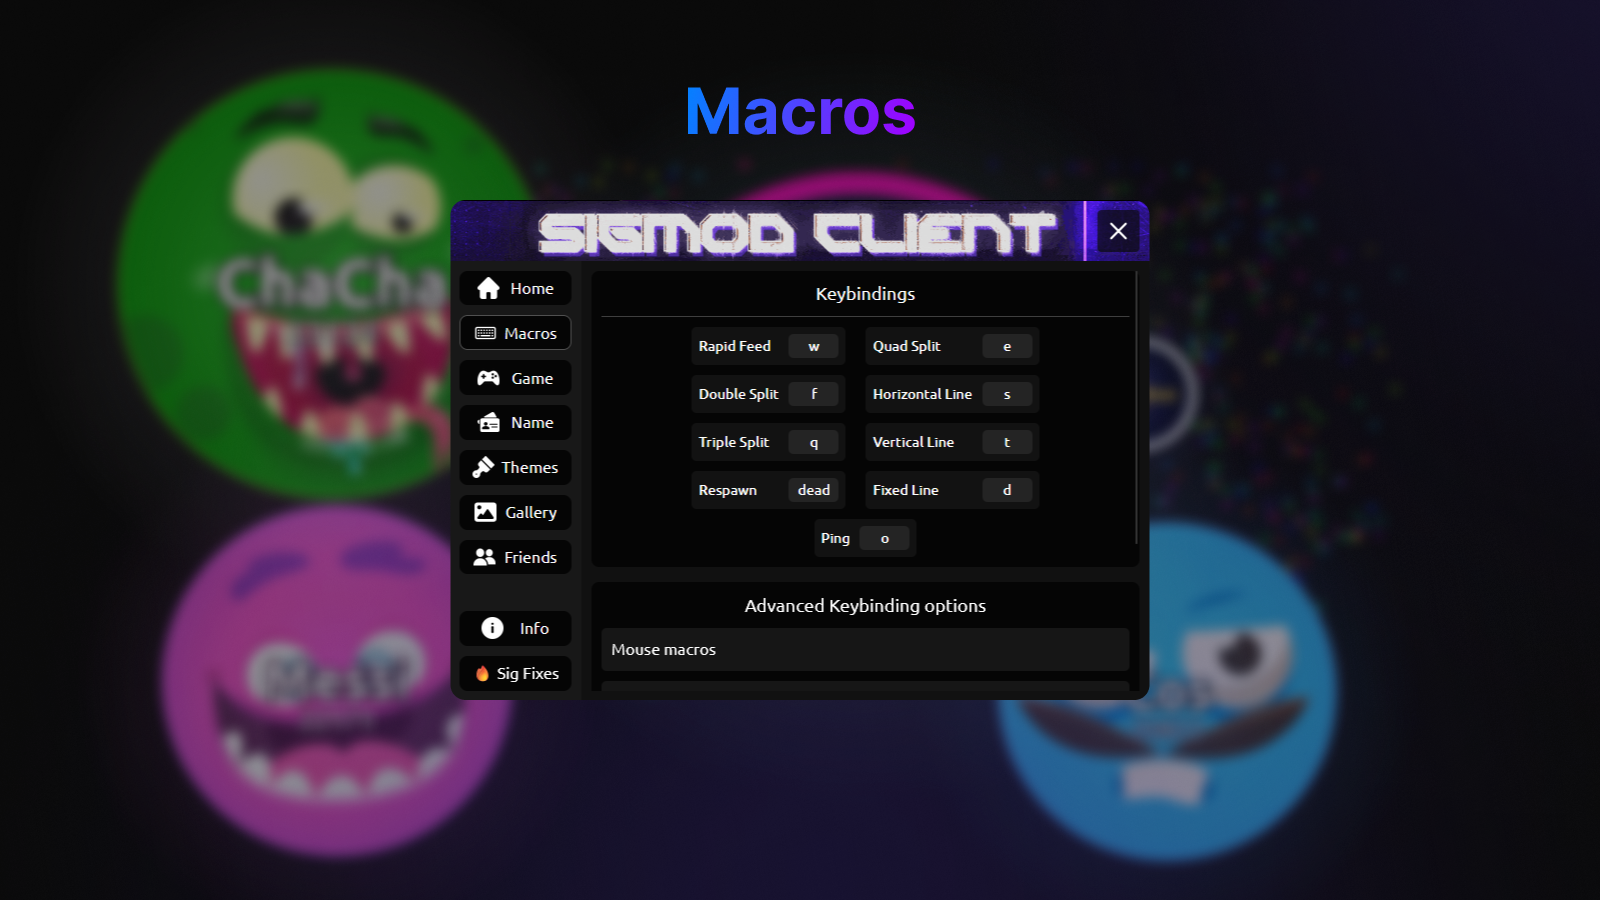 Macros
SIGMOD CLIENT
Home
Macros
Game
Name
Themes
Gallery
Friends
Info
Sig Fixes
Keybindings
Rapid Feed w Quad Split e
Double Split f Horizontal Line s
Triple Split q Vertical Line t
Respawn dead Fixed Line d
Ping o
Advanced Keybinding options
Mouse macros
ChaCha
Messi